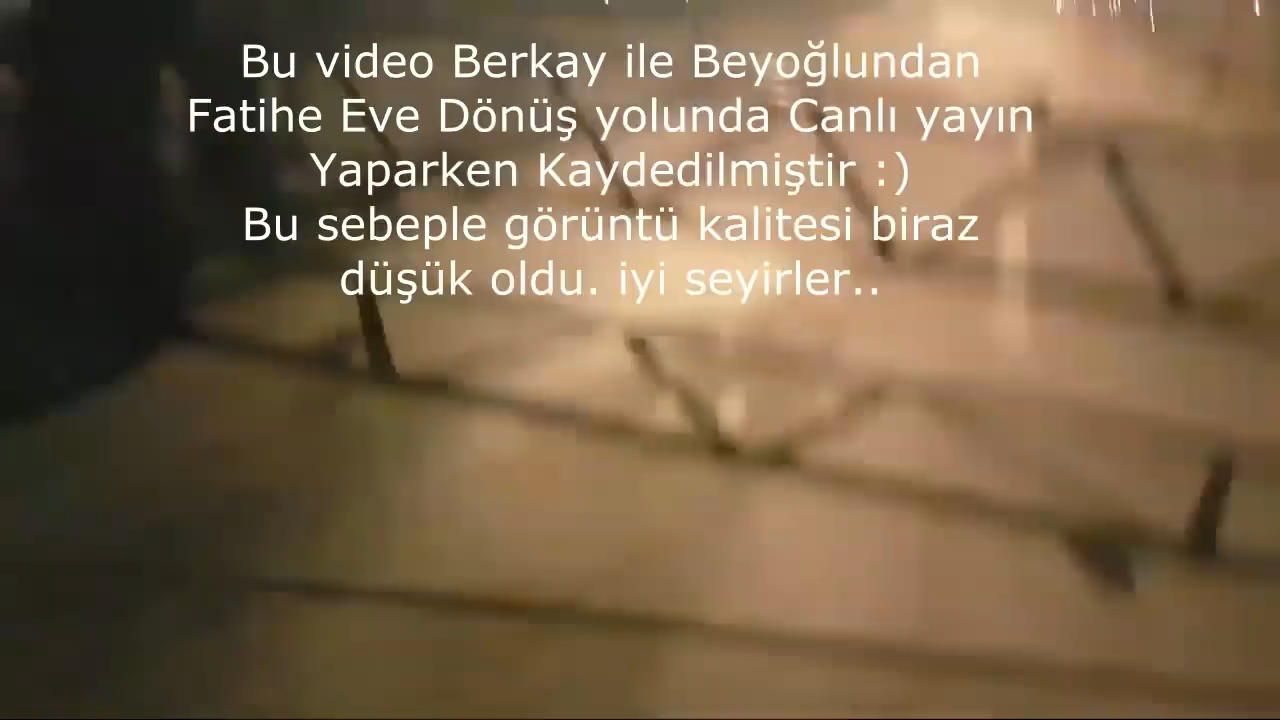 Bu video Berkay ile Beyoğlundan
Fatihe Eve Dönüş yolunda Canlı yayın
Yaparken Kaydedilmiştir :)
Bu sebeple görüntü kalitesi biraz
düşük oldu. iyi seyirler..